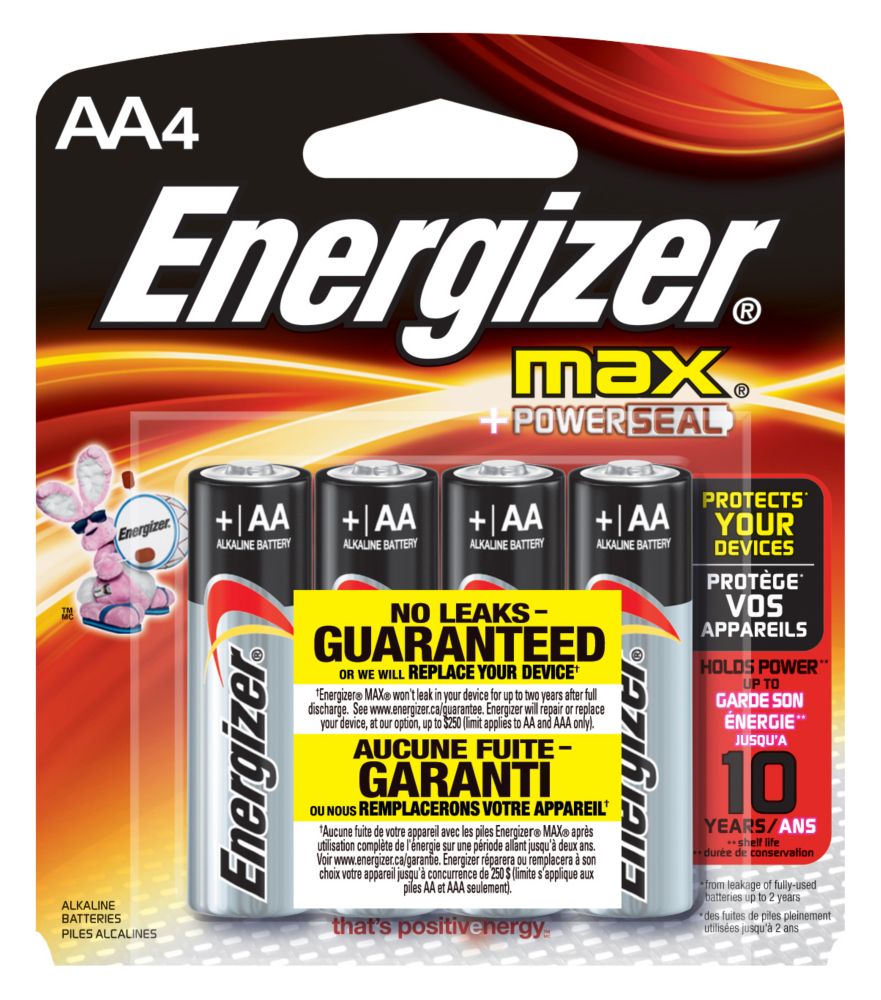 AA4
Energizer®
max®
+POWERSEAL
+|AA
ALKALINE BATTERY
+|AA
ALKALINE BATTERY
+|AA
ALKALINE BATTERY
+|AA
ALKALINE BATTERY
Energizer.
TM
MC
PROTECTS*
YOUR
DEVICES
PROTÈGE*
VOS
APPAREILS
HOLDS POWER**
UP TO
GARDE SON
ÉNERGIE**
JUSQU'A
10
YEARS/ANS
**shelf life
**durée de conservation
*from leakage of fully-used
batteries up to 2 years
*des fuites de piles pleinement
utilisées jusqu'à 2 ans
Energizer®
Energizer®
NO LEAKS–
GUARANTEED
OR WE WILL REPLACE YOUR DEVICE†
†Energizer® MAX® won't leak in your device for up to two years after full
discharge. See www.energizer.ca/guarantee. Energizer will repair or replace
your device, at our option, up to $250 (limit applies to AA and AAA only).
AUCUNE FUITE–
GARANTI
OU NOUS REMPLACERONS VOTRE APPAREIL†
†Aucune fuite de votre appareil avec les piles Energizer® MAX® après
utilisation complète de l'énergie sur une période allant jusqu'à deux ans.
Voir www.energizer.ca/garantie. Energizer réparera ou remplacera à son
choix votre appareil jusqu'à concurrence de 250 $ (limite s'applique aux
piles AA et AAA seulement).
ALKALINE
BATTERIES
PILES ALCALINES
that's positivenergy